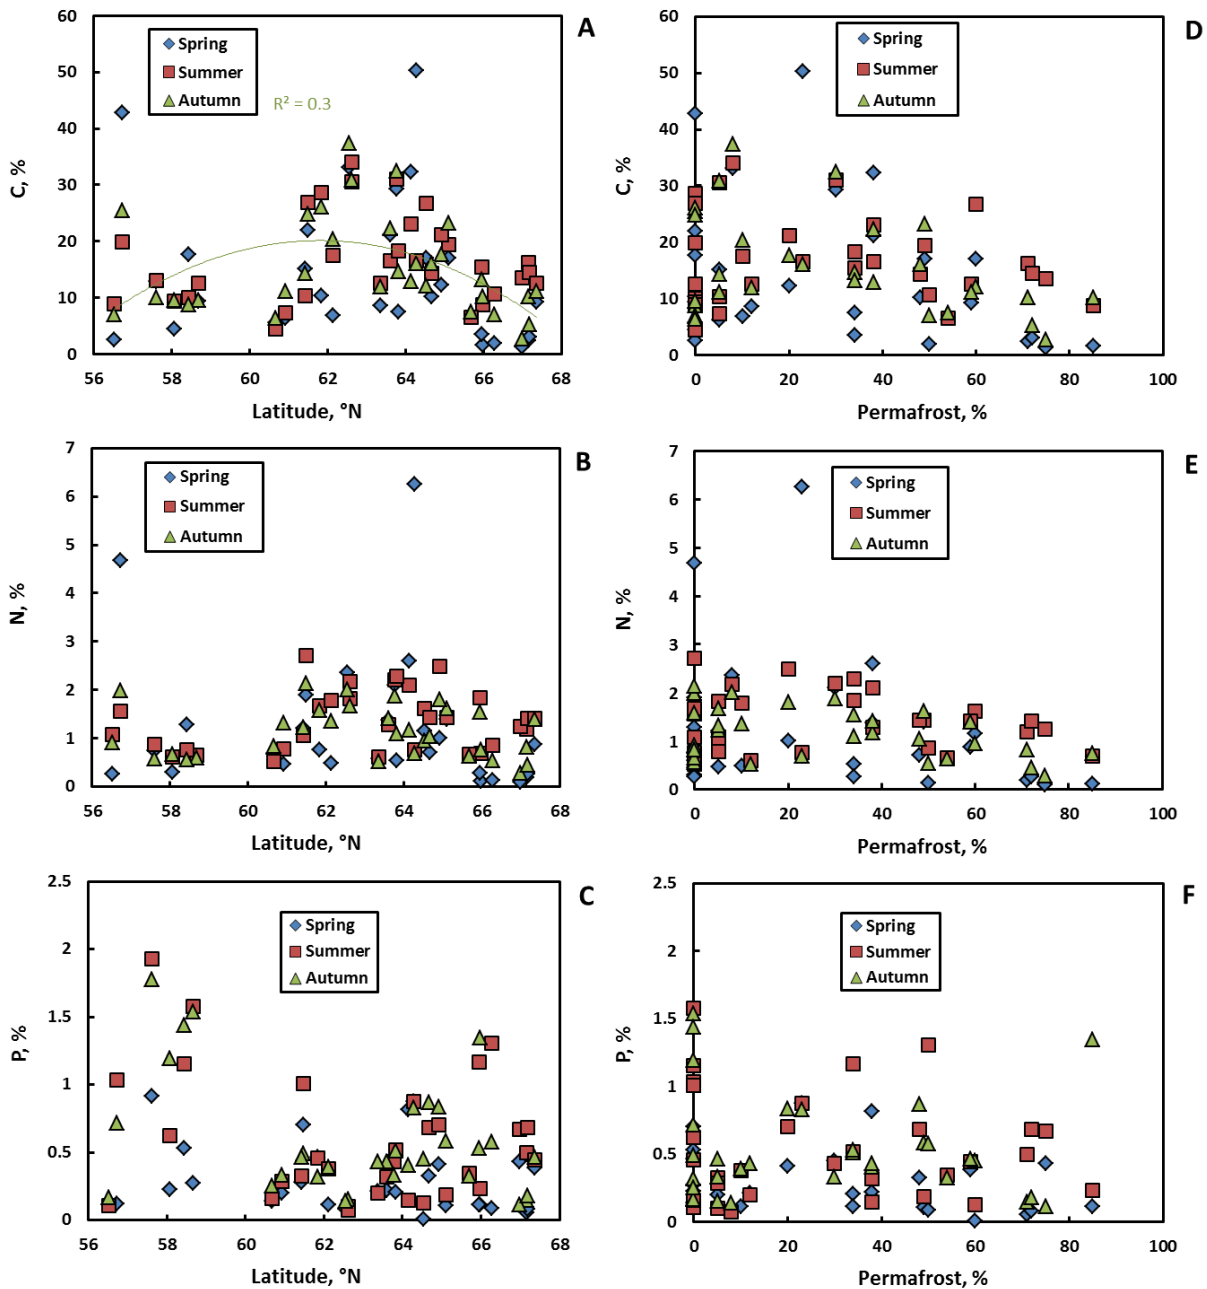 A
60
50
40
30
20
10
0
C, %
Spring
Summer
Autumn
R² = 0.3
56 58 60 62 64 66 68
Latitude, °N
D
60
50
40
30
20
10
0
C, %
Spring
Summer
Autumn
0 20 40 60 80 100
Permafrost, %
B
7
6
5
4
3
2
1
0
N, %
Spring
Summer
Autumn
56 58 60 62 64 66 68
Latitude, °N
E
7
6
5
4
3
2
1
0
N, %
Spring
Summer
Autumn
0 20 40 60 80 100
Permafrost, %
C
2.5
2
1.5
1
0.5
0
P, %
Spring
Summer
Autumn
56 58 60 62 64 66 68
Latitude, °N
F
2.5
2
1.5
1
0.5
0
P, %
Spring
Summer
Autumn
0 20 40 60 80 100
Permafrost, %